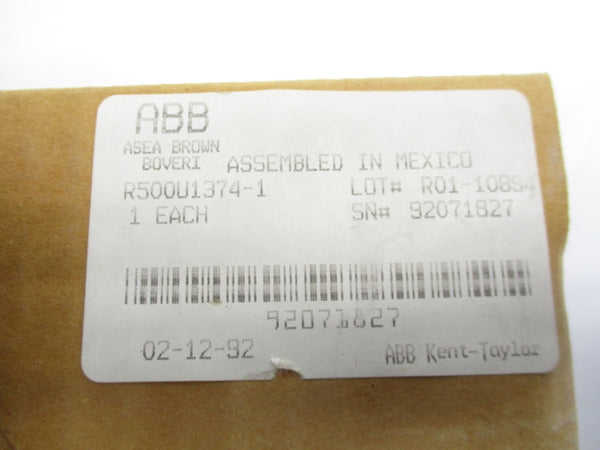 ABB
ASEA BROWN
BOVERI ASSEMBLED IN MEXICO
R500U1374-1 LOT# R01-10894
1 EACH SN# 92071827
92071827
02-12-92 ABB Kent-Taylor